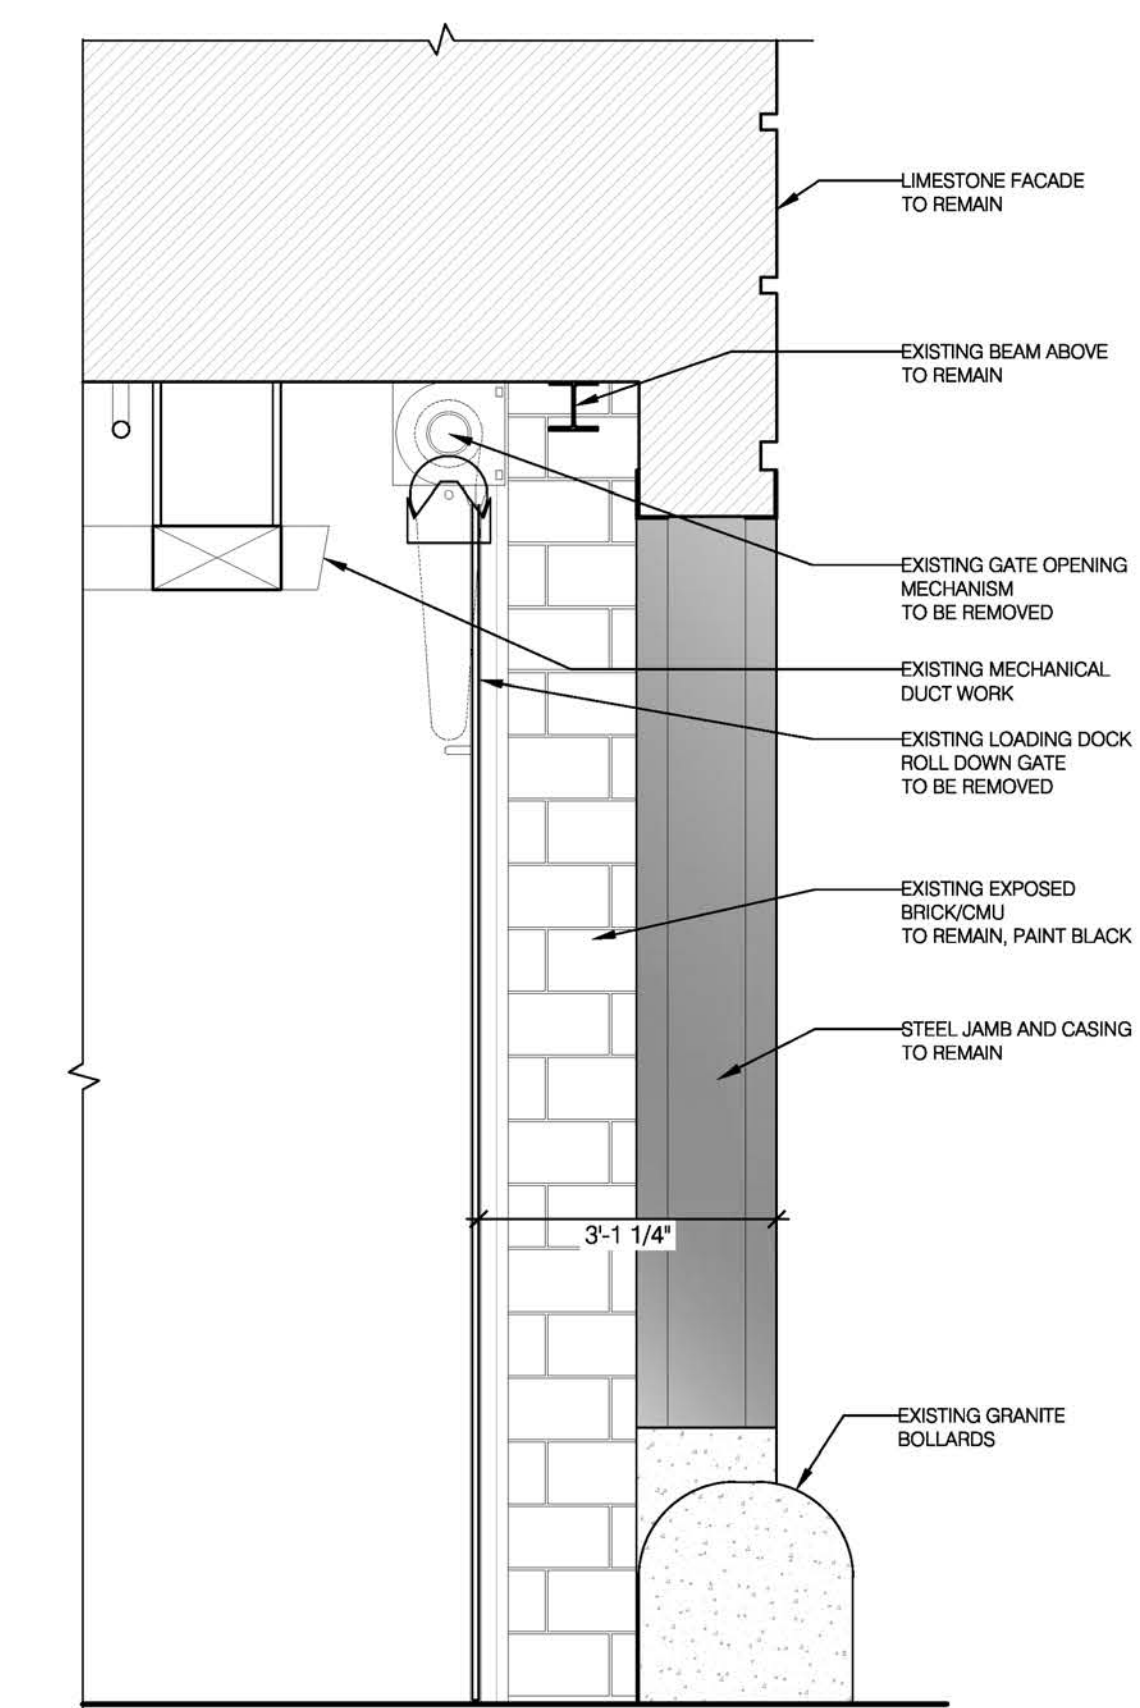 LIMESTONE FACADE
TO REMAIN
EXISTING BEAM ABOVE
TO REMAIN
EXISTING GATE OPENING
MECHANISM
TO BE REMOVED
EXISTING MECHANICAL
DUCT WORK
EXISTING LOADING DOCK
ROLL DOWN GATE
TO BE REMOVED
EXISTING EXPOSED
BRICK/CMU
TO REMAIN, PAINT BLACK
STEEL JAMB AND CASING
TO REMAIN
3'-1 1/4"
EXISTING GRANITE
BOLLARDS